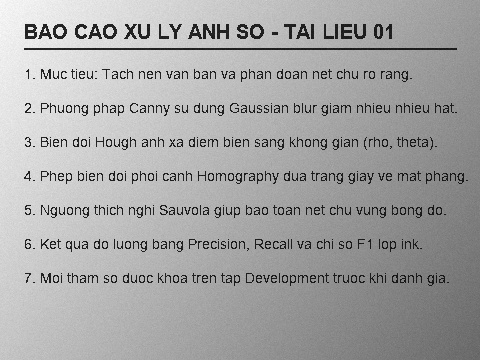 BAO CAO XU LY ANH SO - TAI LIEU 01
1. Muc tieu: Tach nen van ban va phan doan net chu ro rang.
2. Phuong phap Canny su dung Gaussian blur giam nhieu nhieu hat.
3. Bien doi Hough anh xa diem bien sang khong gian (rho, theta).
4. Phep bien doi phoi canh Homography dua trang giay ve mat phang.
5. Nguong thich nghi Sauvola giup bao toan net chu vung bong do.
6. Ket qua do luong bang Precision, Recall va chi so F1 lop ink.
7. Moi tham so duoc khoa tren tap Development truoc khi danh gia.